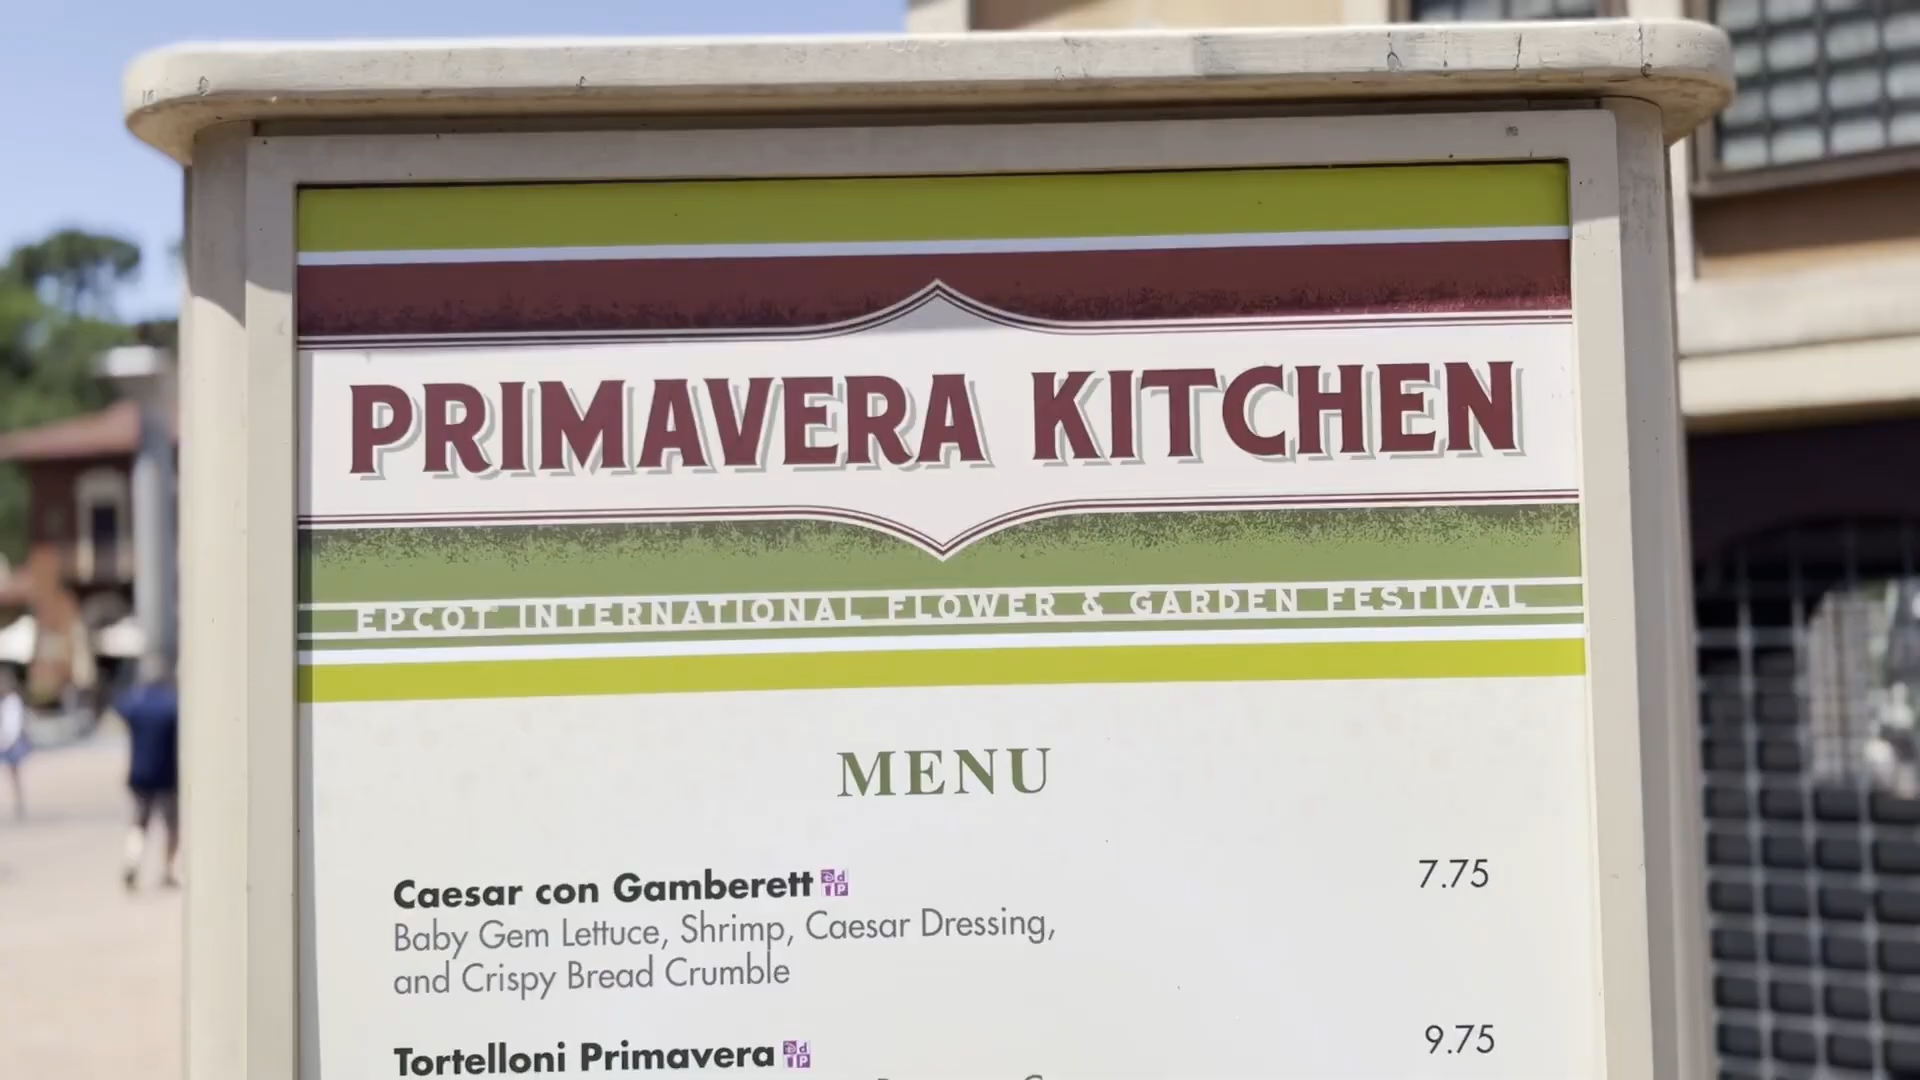 PRIMAVERA KITCHEN
EPCOT INTERNATIONAL FLOWER & GARDEN FESTIVAL
MENU
Caesar con Gamberett 7.75
Baby Gem Lettuce, Shrimp, Caesar Dressing,
and Crispy Bread Crumble
Tortelloni Primavera 9.75